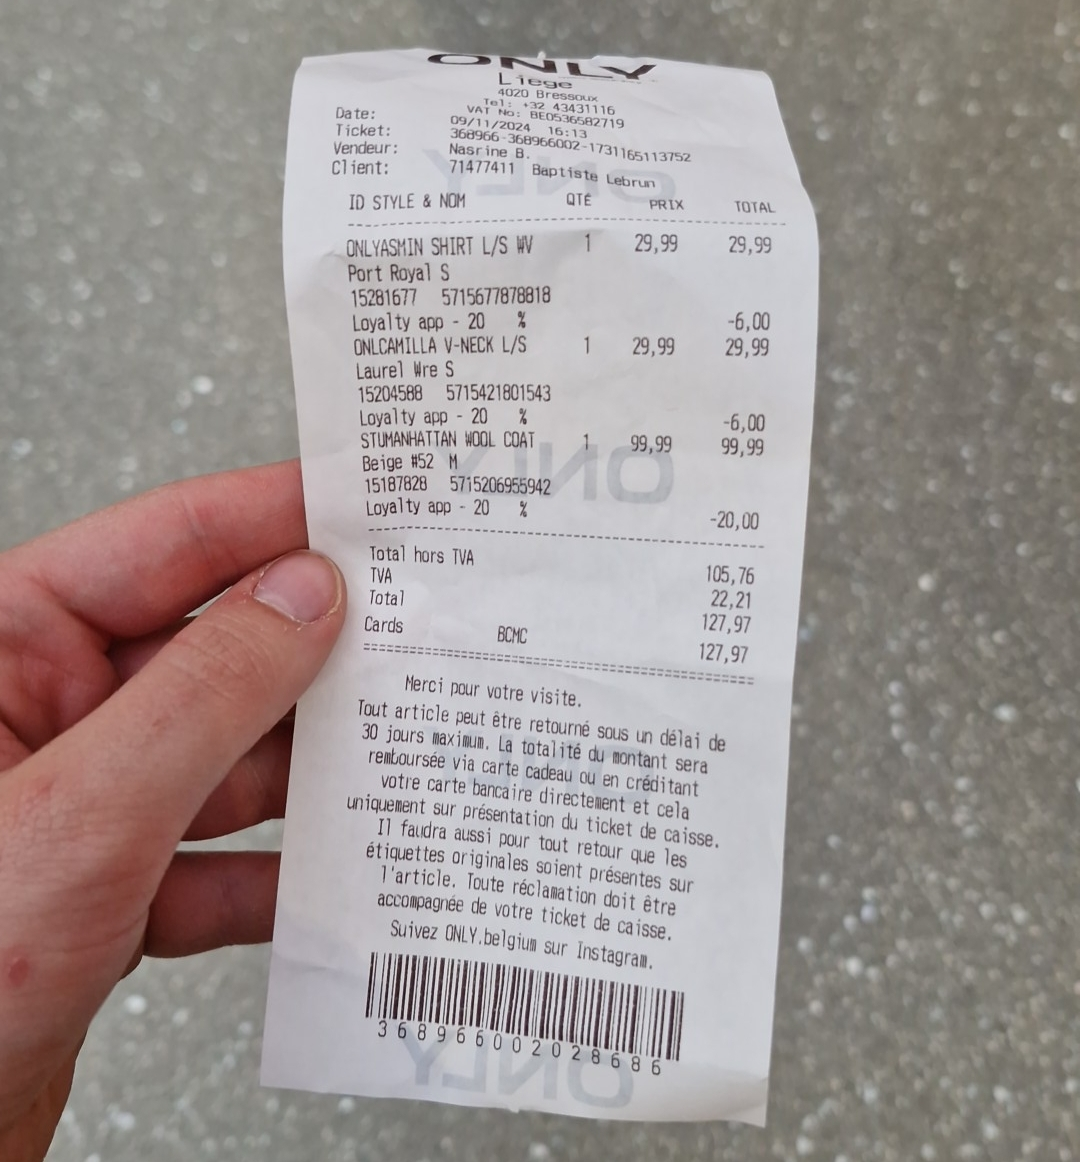 ONLY
Liege
4020 Bressoux
Tel: +32 43431116
VAT No: BE0536582719
Date: 09/11/2024 16:13
Ticket: 368966-368966002-1731165113752
Vendeur: Nasrine B.
Client: 71477411 Baptiste Lebrun
ID STYLE & NOM QTÉ PRIX TOTAL
ONLYASMIN SHIRT L/S WV 1 29,99 29,99
Port Royal S
15281677 5715677878818
Loyalty app - 20 % -6,00
ONLCAMILLA V-NECK L/S 1 29,99 29,99
Laurel Wre S
15204588 5715421801543
Loyalty app - 20 % -6,00
STUMANHATTAN WOOL COAT 1 99,99 99,99
Beige #52 M
15187828 5715206955942
Loyalty app - 20 % -20,00
Total hors TVA 105,76
TVA 22,21
Total 127,97
Cards BCMC 127,97
Merci pour votre visite.
Tout article peut être retourné sous un délai de
30 jours maximum. La totalité du montant sera
remboursée via carte cadeau ou en créditant
votre carte bancaire directement et cela
uniquement sur présentation du ticket de caisse.
Il faudra aussi pour tout retour que les
étiquettes originales soient présentes sur
l'article. Toute réclamation doit être
accompagnée de votre ticket de caisse.
Suivez ONLY.belgium sur Instagram.
368966002028686